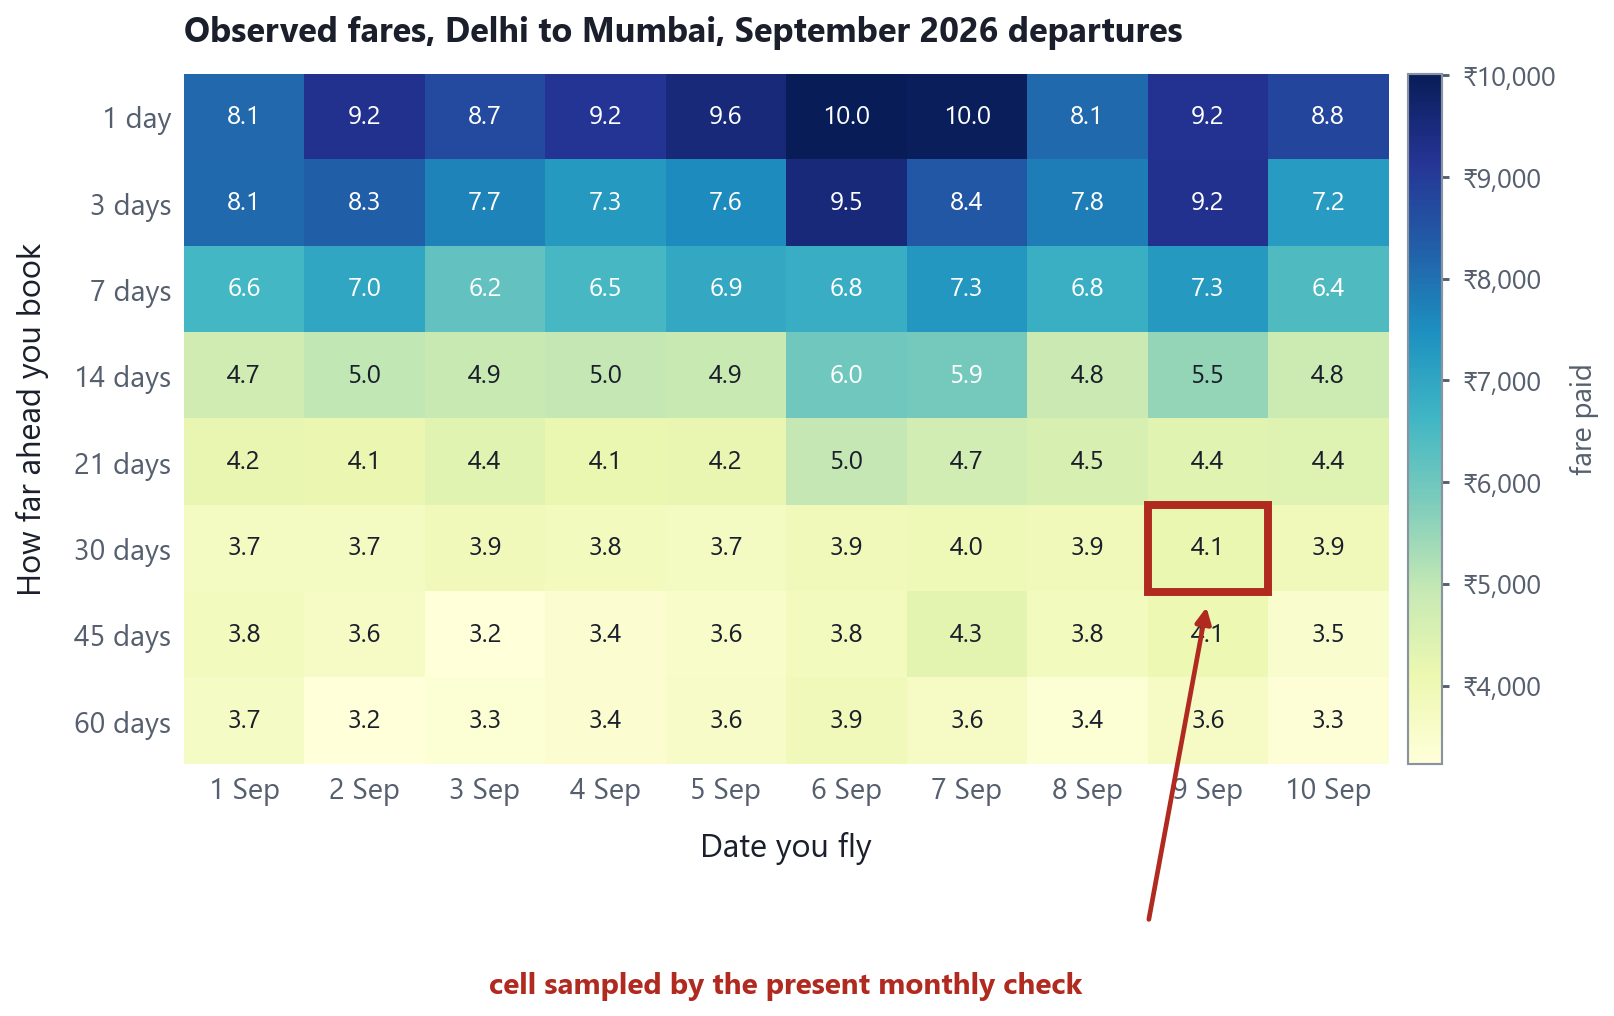 Observed fares, Delhi to Mumbai, September 2026 departures
How far ahead you book
1 day 8.1 9.2 8.7 9.2 9.6 10.0 10.0 8.1 9.2 8.8
3 days 8.1 8.3 7.7 7.3 7.6 9.5 8.4 7.8 9.2 7.2
7 days 6.6 7.0 6.2 6.5 6.9 6.8 7.3 6.8 7.3 6.4
14 days 4.7 5.0 4.9 5.0 4.9 6.0 5.9 4.8 5.5 4.8
21 days 4.2 4.1 4.4 4.1 4.2 5.0 4.7 4.5 4.4 4.4
30 days 3.7 3.7 3.9 3.8 3.7 3.9 4.0 3.9 4.1 3.9
45 days 3.8 3.6 3.2 3.4 3.6 3.8 4.3 3.8 4.1 3.5
60 days 3.7 3.2 3.3 3.4 3.6 3.9 3.6 3.4 3.6 3.3
1 Sep 2 Sep 3 Sep 4 Sep 5 Sep 6 Sep 7 Sep 8 Sep 9 Sep 10 Sep
Date you fly
₹10,000
₹9,000
₹8,000
₹7,000
₹6,000
₹5,000
₹4,000
fare paid
cell sampled by the present monthly check